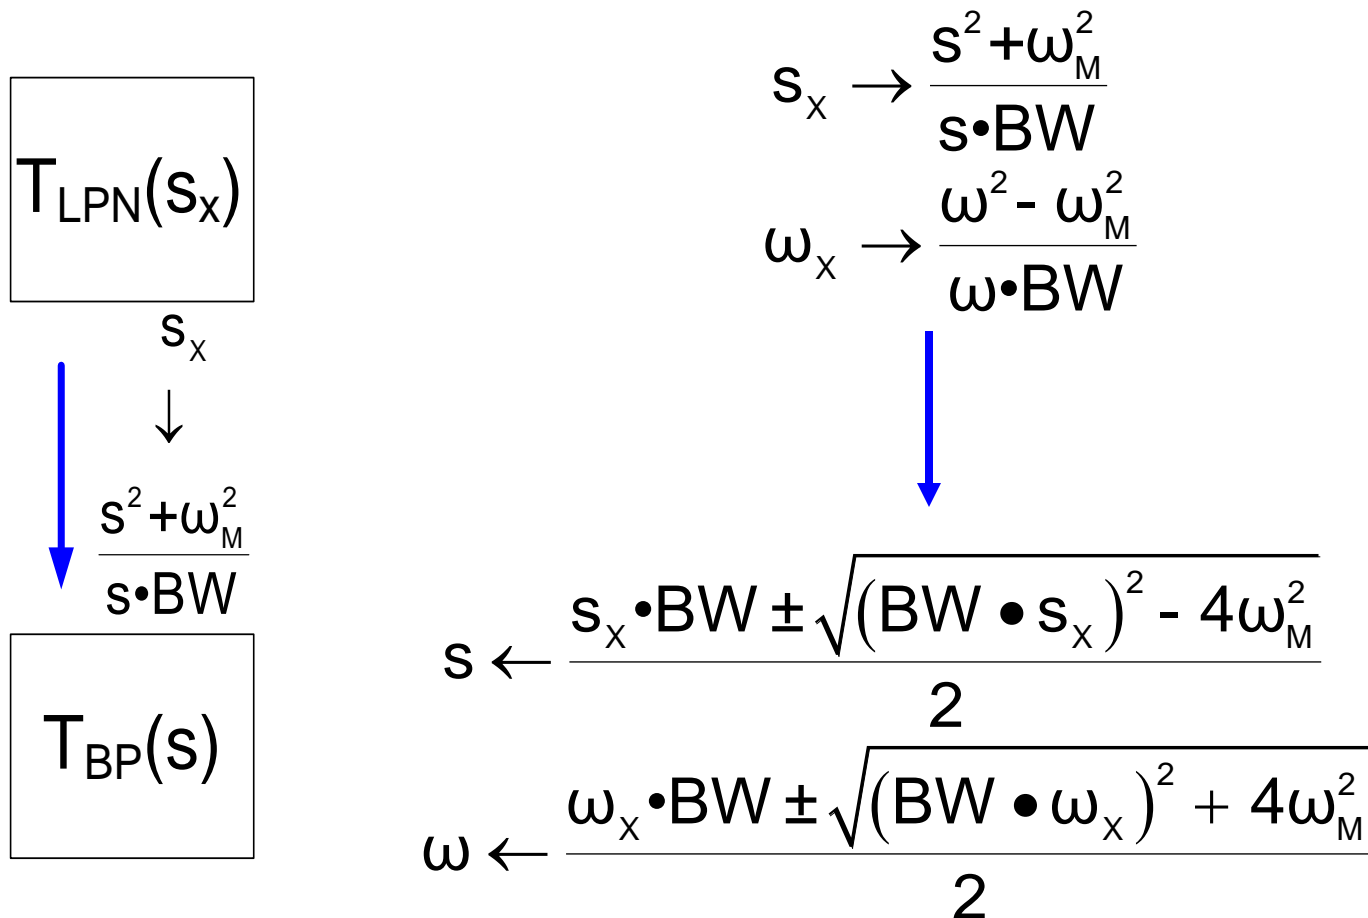 T_LPN(s_x)
s_X
↓
(s^2+ω_M^2)/(s•BW)
T_BP(s)
s_X → (s^2+ω_M^2)/(s•BW)
ω_X → (ω^2 - ω_M^2)/(ω•BW)
s ← (s_X•BW ± √((BW • s_X)^2 - 4ω_M^2))/2
ω ← (ω_X•BW ± √((BW • ω_X)^2 + 4ω_M^2))/2